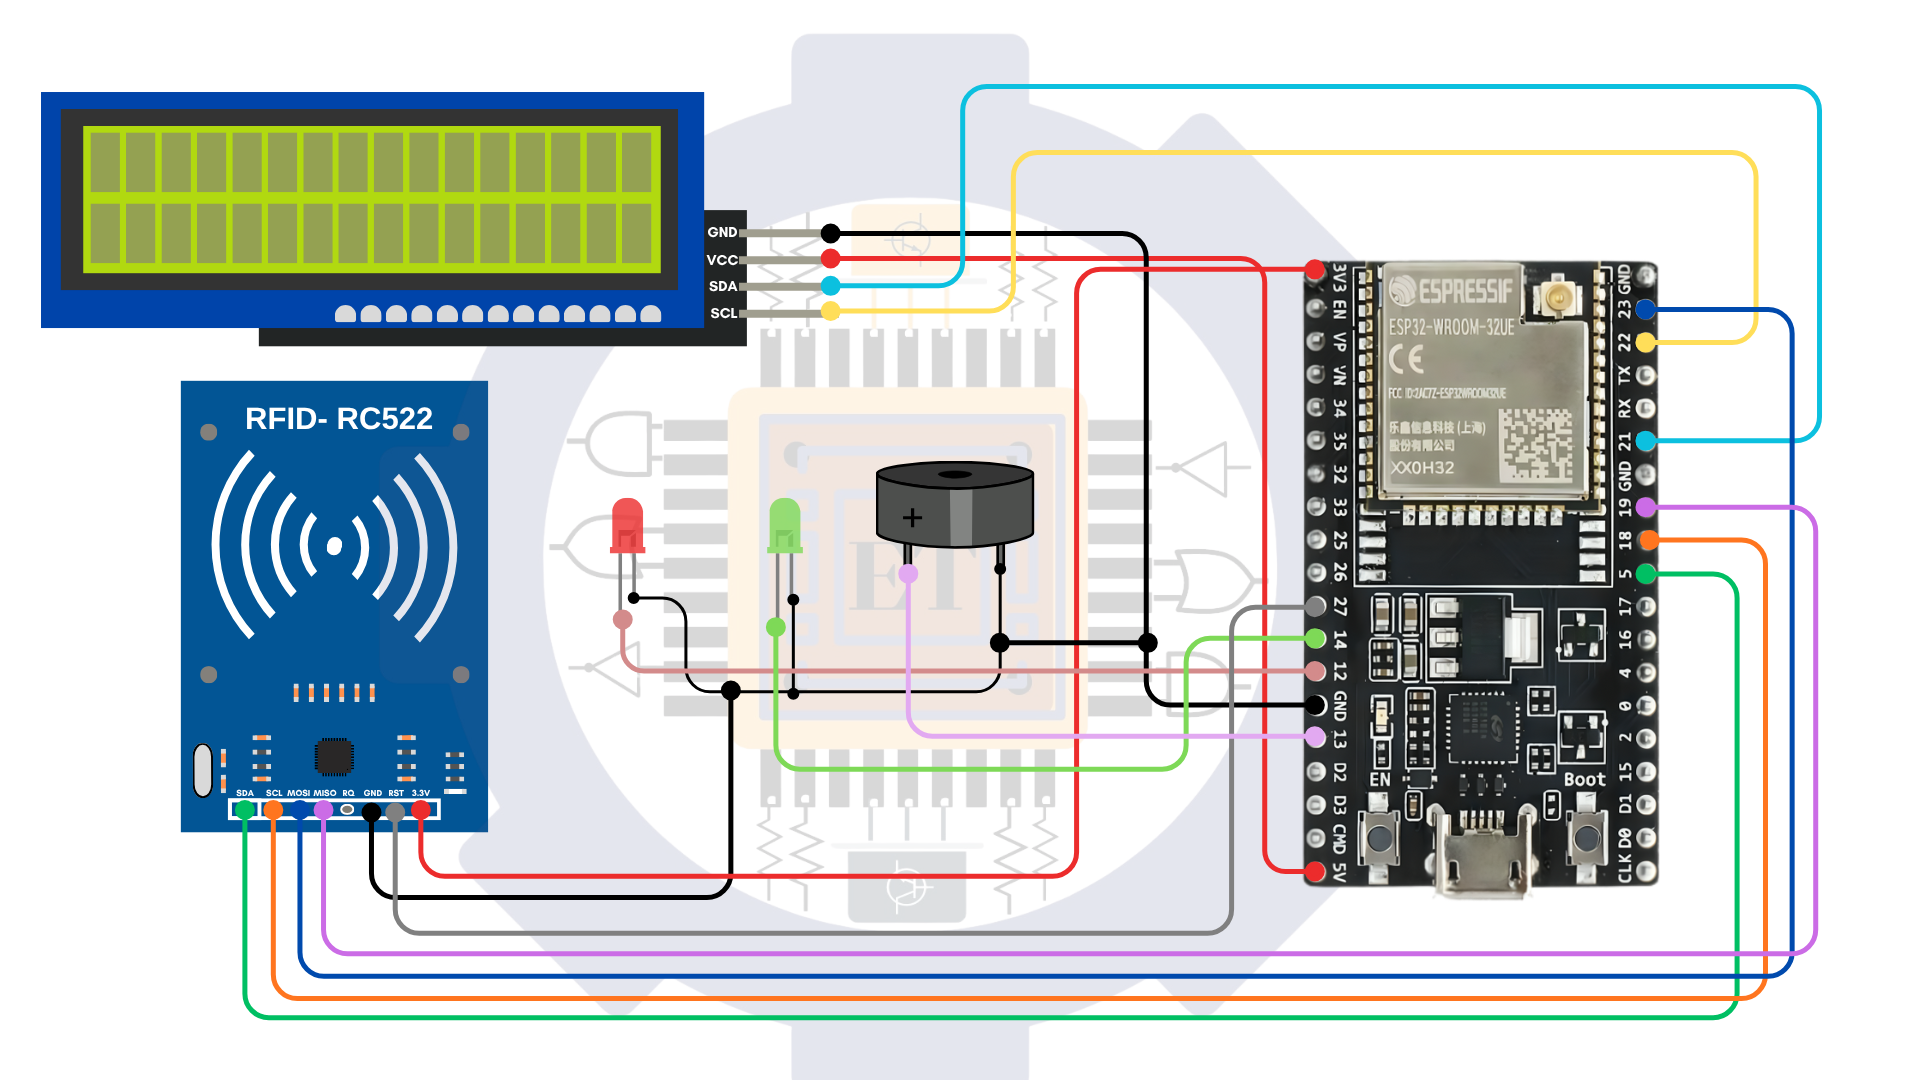 GND
VCC
SDA
SCL
RFID- RC522
SDA SCL MOSI MISO RQ GND RST 3.3V
+
ET
3V3
EN
VP
VN
34
35
32
33
25
26
27
14
12
GND
13
D2
D3
CMD
5V
ESPRESSIF
ESP32-WROOM-32UE
CE
FCC ID:2AC7Z-ESP32WROOM32UE
乐鑫信息科技 (上海)
股份有限公司
XX0H32
EN
Boot
GND
23
22
TX
RX
21
GND
19
18
5
17
16
4
0
2
15
D1
D0
CLK